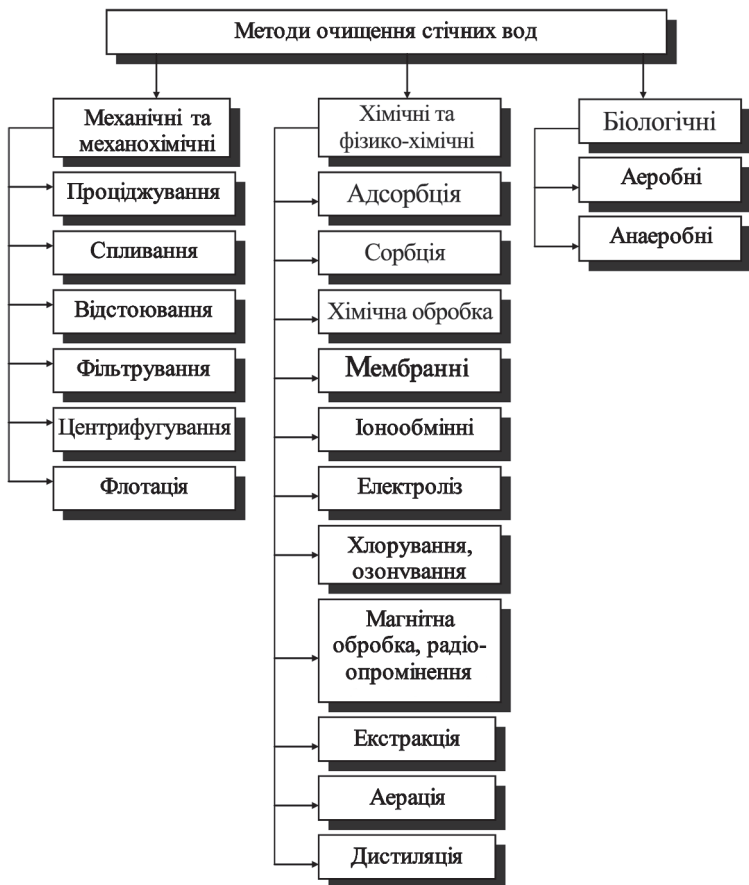 Методи очищення стічних вод
Механічні та
механохімічні
Проціджування
Спливання
Відстоювання
Фільтрування
Центрифугування
Флотація
Хімічні та
фізико-хімічні
Адсорбція
Сорбція
Хімічна обробка
Мембранні
Іонообмінні
Електроліз
Хлорування,
озонування
Магнітна
обробка, радіо-
опромінення
Екстракція
Аерація
Дистиляція
Біологічні
Аеробні
Анаеробні